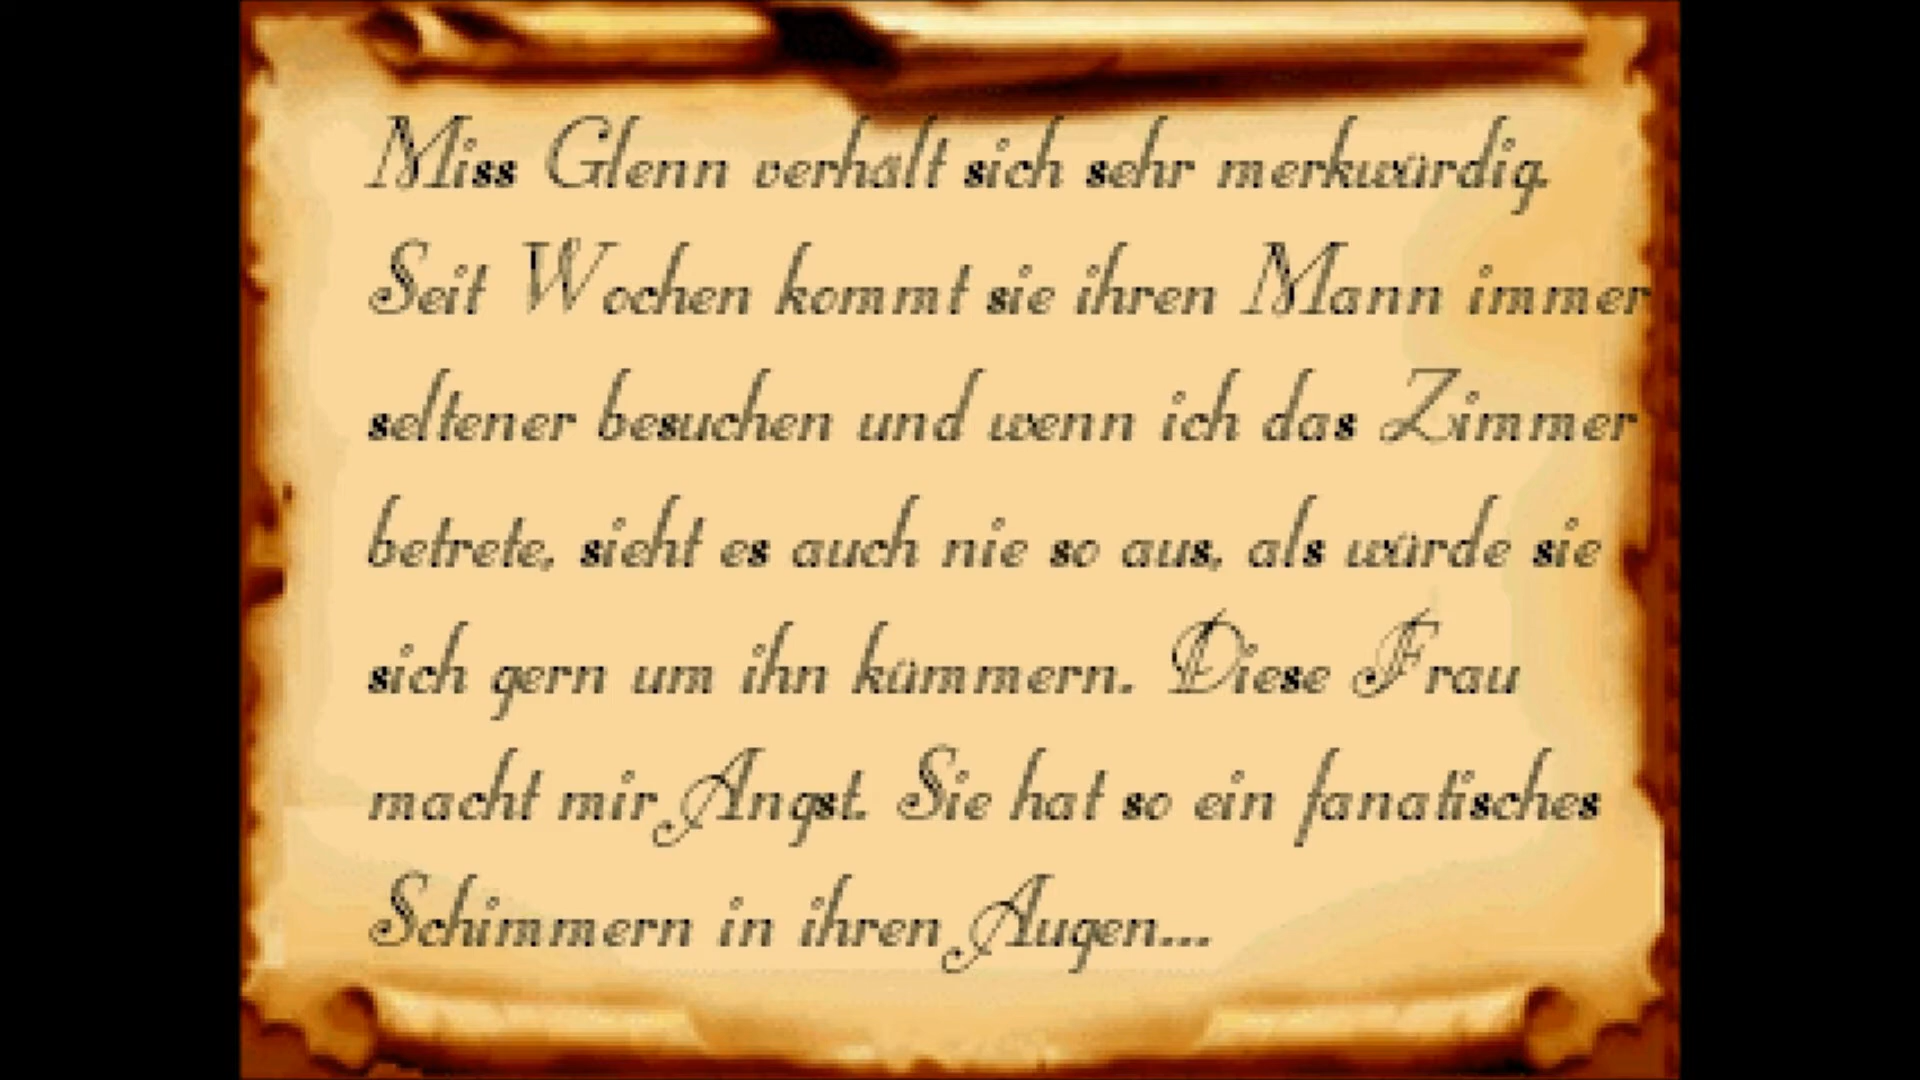 Miss Glenn verhält sich sehr merkwürdig.
Seit Wochen kommt sie ihren Mann immer
seltener besuchen und wenn ich das Zimmer
betrete, sieht es auch nie so aus, als würde sie
sich gern um ihn kümmern. Diese Frau
macht mir Angst. Sie hat so ein fanatisches
Schimmern in ihren Augen...